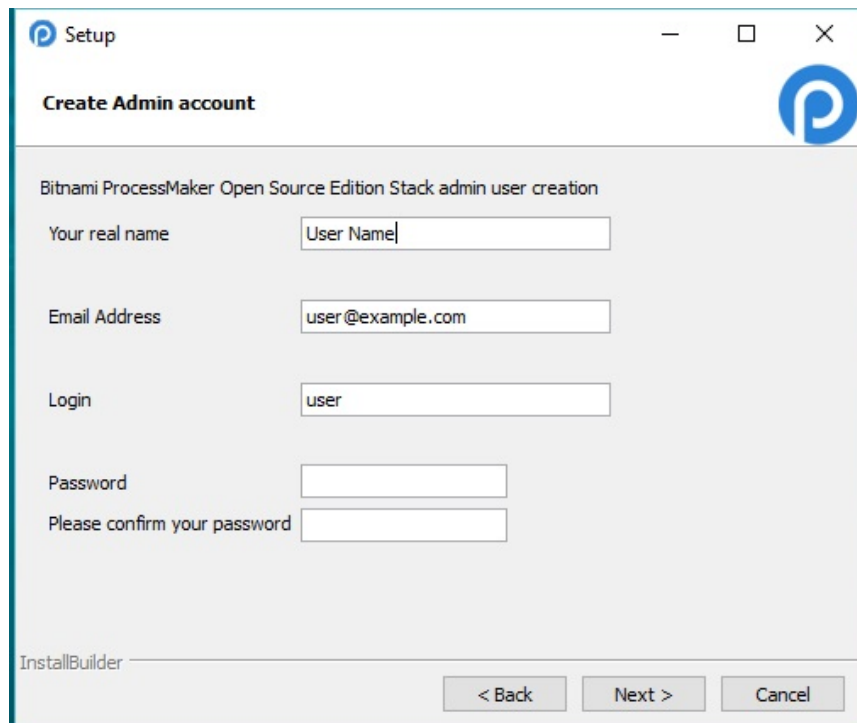 Setup
Create Admin account
Bitnami ProcessMaker Open Source Edition Stack admin user creation
Your real name User Name
Email Address user@example.com
Login user
Password
Please confirm your password
InstallBuilder
< Back Next > Cancel